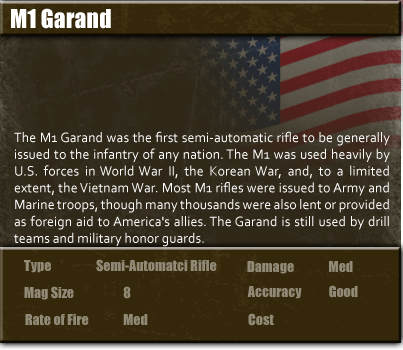 M1 Garand
The M1 Garand was the first semi-automatic rifle to be generally
issued to the infantry of any nation. The M1 was used heavily by
U.S. forces in World War II, the Korean War, and, to a limited
extent, the Vietnam War. Most M1 rifles were issued to Army and
Marine troops, though many thousands were also lent or provided
as foreign aid to America's allies. The Garand is still used by drill
teams and military honor guards.
Type Semi-Automatci Rifle Damage Med
Mag Size 8 Accuracy Good
Rate of Fire Med Cost